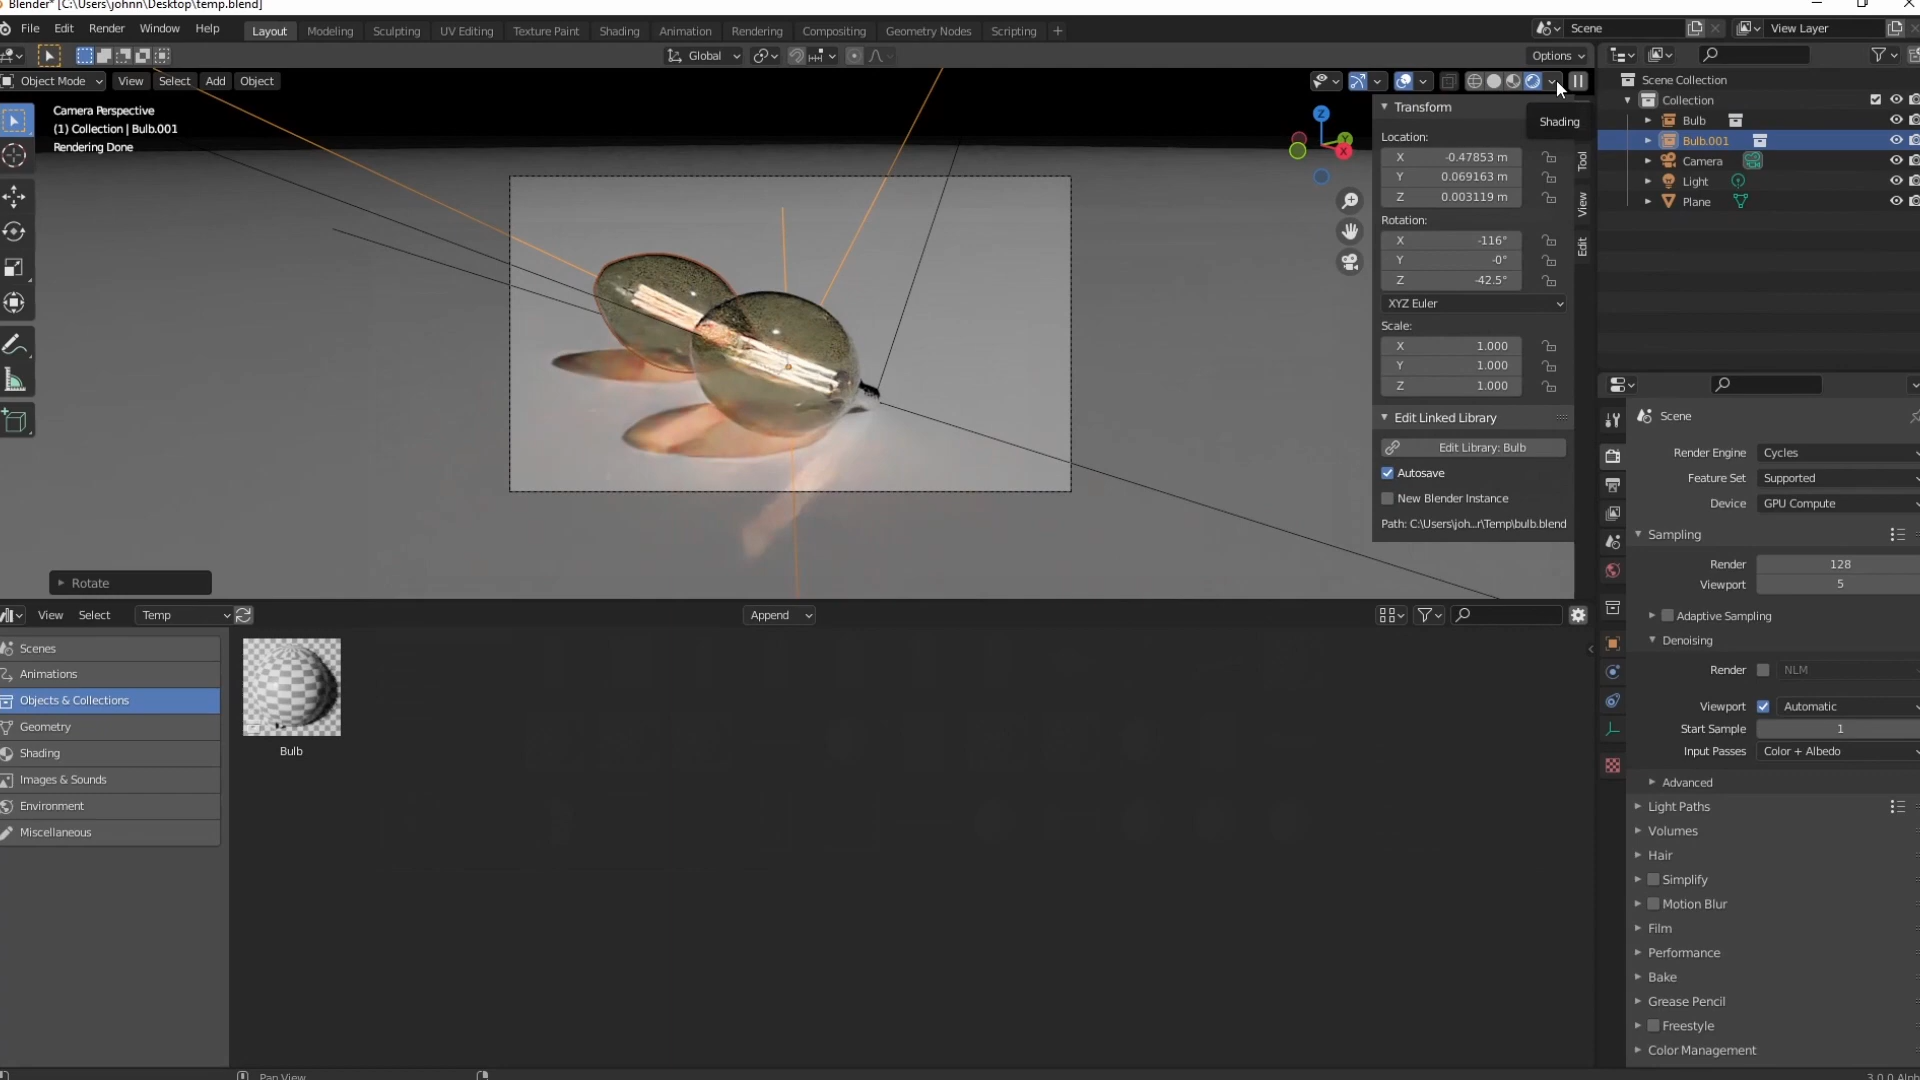 Blender* [C:\Users\johnn\Desktop\temp.blend]
File Edit Render Window Help
Layout Modeling Sculpting UV Editing Texture Paint Shading Animation Rendering Compositing Geometry Nodes Scripting +
Scene
View Layer
Global
Options
Object Mode View Select Add Object
Camera Perspective
(1) Collection | Bulb.001
Rendering Done
Z
Y
X
Shading
Transform
Location:
X -0.47853 m
Y 0.069163 m
Z 0.003119 m
Rotation:
X -116°
Y -0°
Z -42.5°
XYZ Euler
Scale:
X 1.000
Y 1.000
Z 1.000
Edit Linked Library
Edit Library: Bulb
Autosave
New Blender Instance
Path: C:\Users\joh...r\Temp\bulb.blend
Tool
View
Edit
Rotate
Scene Collection
Collection
Bulb
Bulb.001
Camera
Light
Plane
Scene
Render Engine Cycles
Feature Set Supported
Device GPU Compute
Sampling
Render 128
Viewport 5
Adaptive Sampling
Denoising
Render NLM
Viewport Automatic
Start Sample 1
Input Passes Color + Albedo
Advanced
Light Paths
Volumes
Hair
Simplify
Motion Blur
Film
Performance
Bake
Grease Pencil
Freestyle
Color Management
View Select Temp
Append
Scenes
Animations
Objects & Collections
Geometry
Shading
Images & Sounds
Environment
Miscellaneous
Bulb
Pan View
3.0.0 Alph